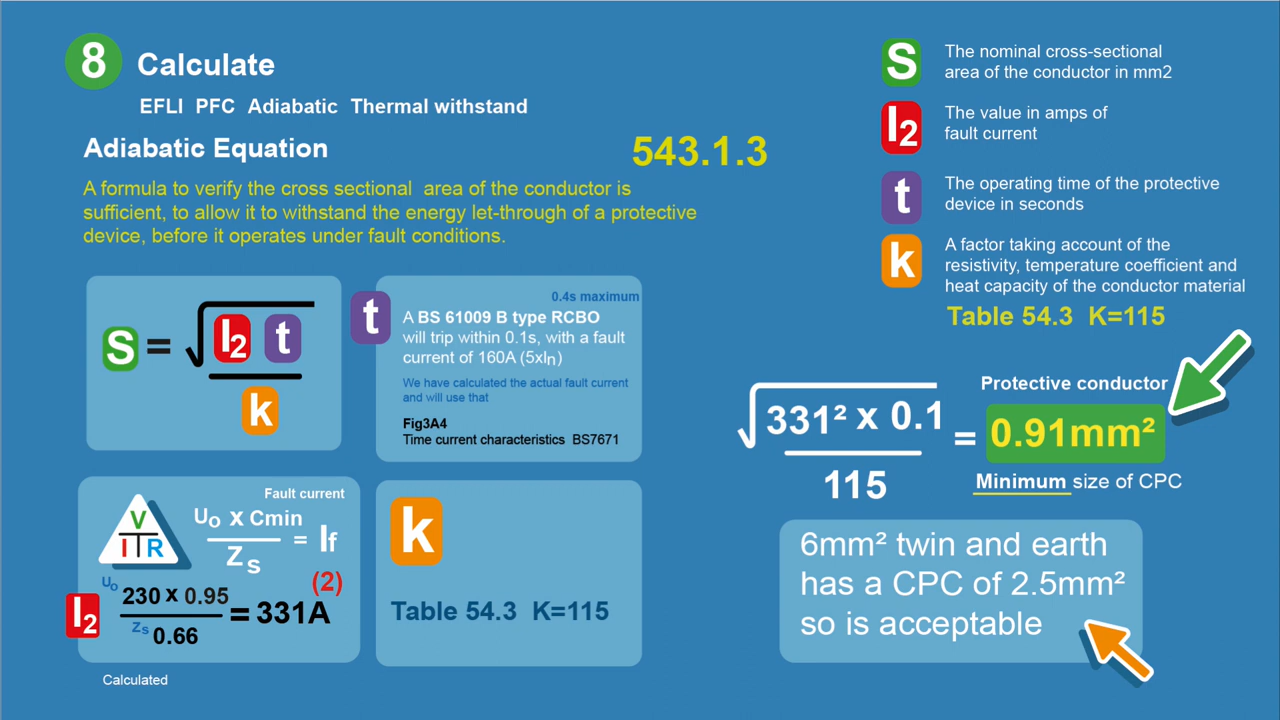 8 Calculate
EFLI PFC Adiabatic Thermal withstand
Adiabatic Equation
543.1.3
A formula to verify the cross sectional area of the conductor is
sufficient, to allow it to withstand the energy let-through of a protective
device, before it operates under fault conditions.
S = √ I2 t
k
t
0.4s maximum
A BS 61009 B type RCBO
will trip within 0.1s, with a fault
current of 160A (5xIn)
We have calculated the actual fault current
and will use that
Fig3A4
Time current characteristics BS7671
Fault current
V
I R
Uo x Cmin
Zs
= If
(2)
I2
Uo
230 x 0.95
Zs 0.66
= 331A
Calculated
k
Table 54.3 K=115
S
The nominal cross-sectional
area of the conductor in mm2
I2
The value in amps of
fault current
t
The operating time of the protective
device in seconds
k
A factor taking account of the
resistivity, temperature coefficient and
heat capacity of the conductor material
Table 54.3 K=115
√ 331² x 0.1
115
=
Protective conductor
0.91mm²
Minimum size of CPC
6mm² twin and earth
has a CPC of 2.5mm²
so is acceptable